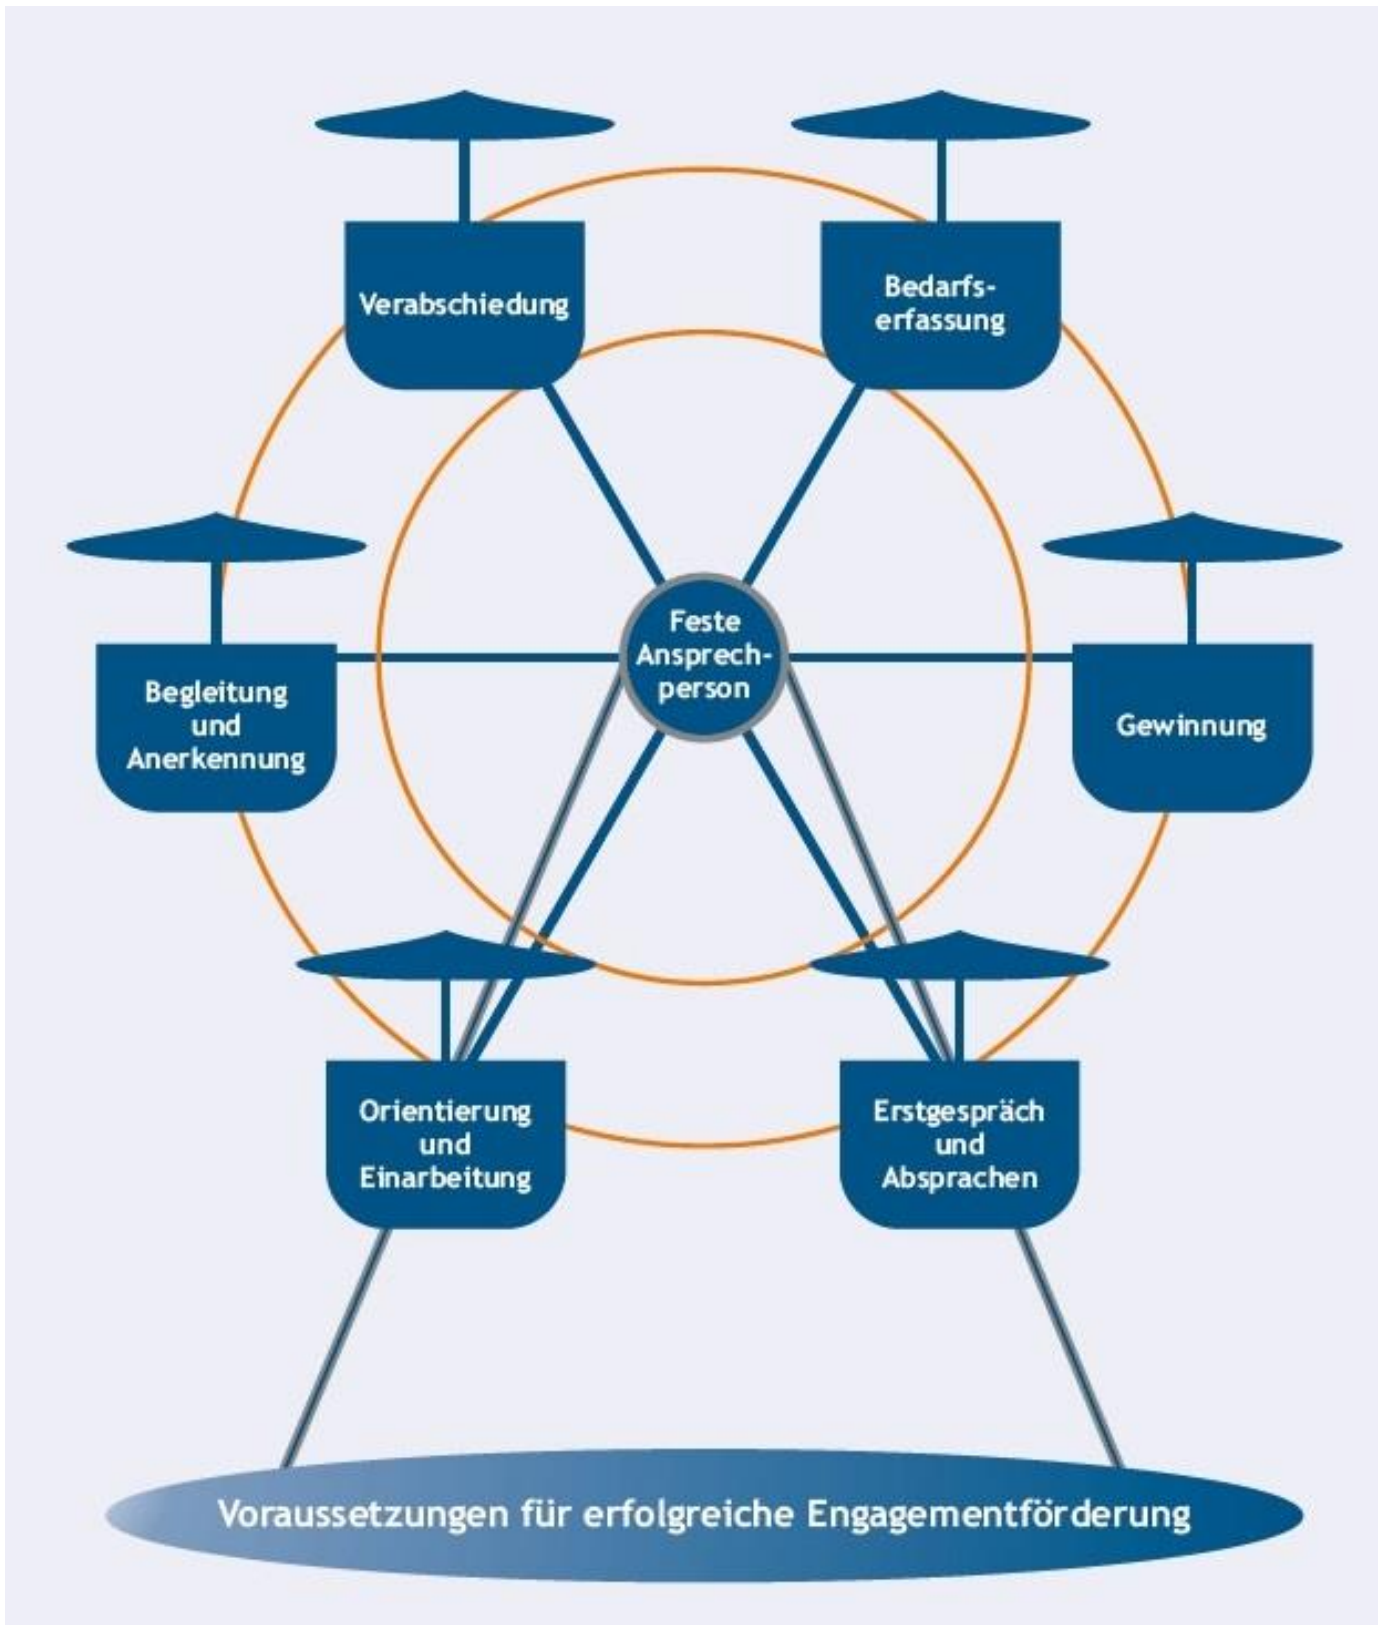 Verabschiedung
Bedarfs-
erfassung
Feste
Ansprech-
person
Begleitung
und
Anerkennung
Gewinnung
Orientierung
und
Einarbeitung
Erstgespräch
und
Absprachen
Voraussetzungen für erfolgreiche Engagementförderung